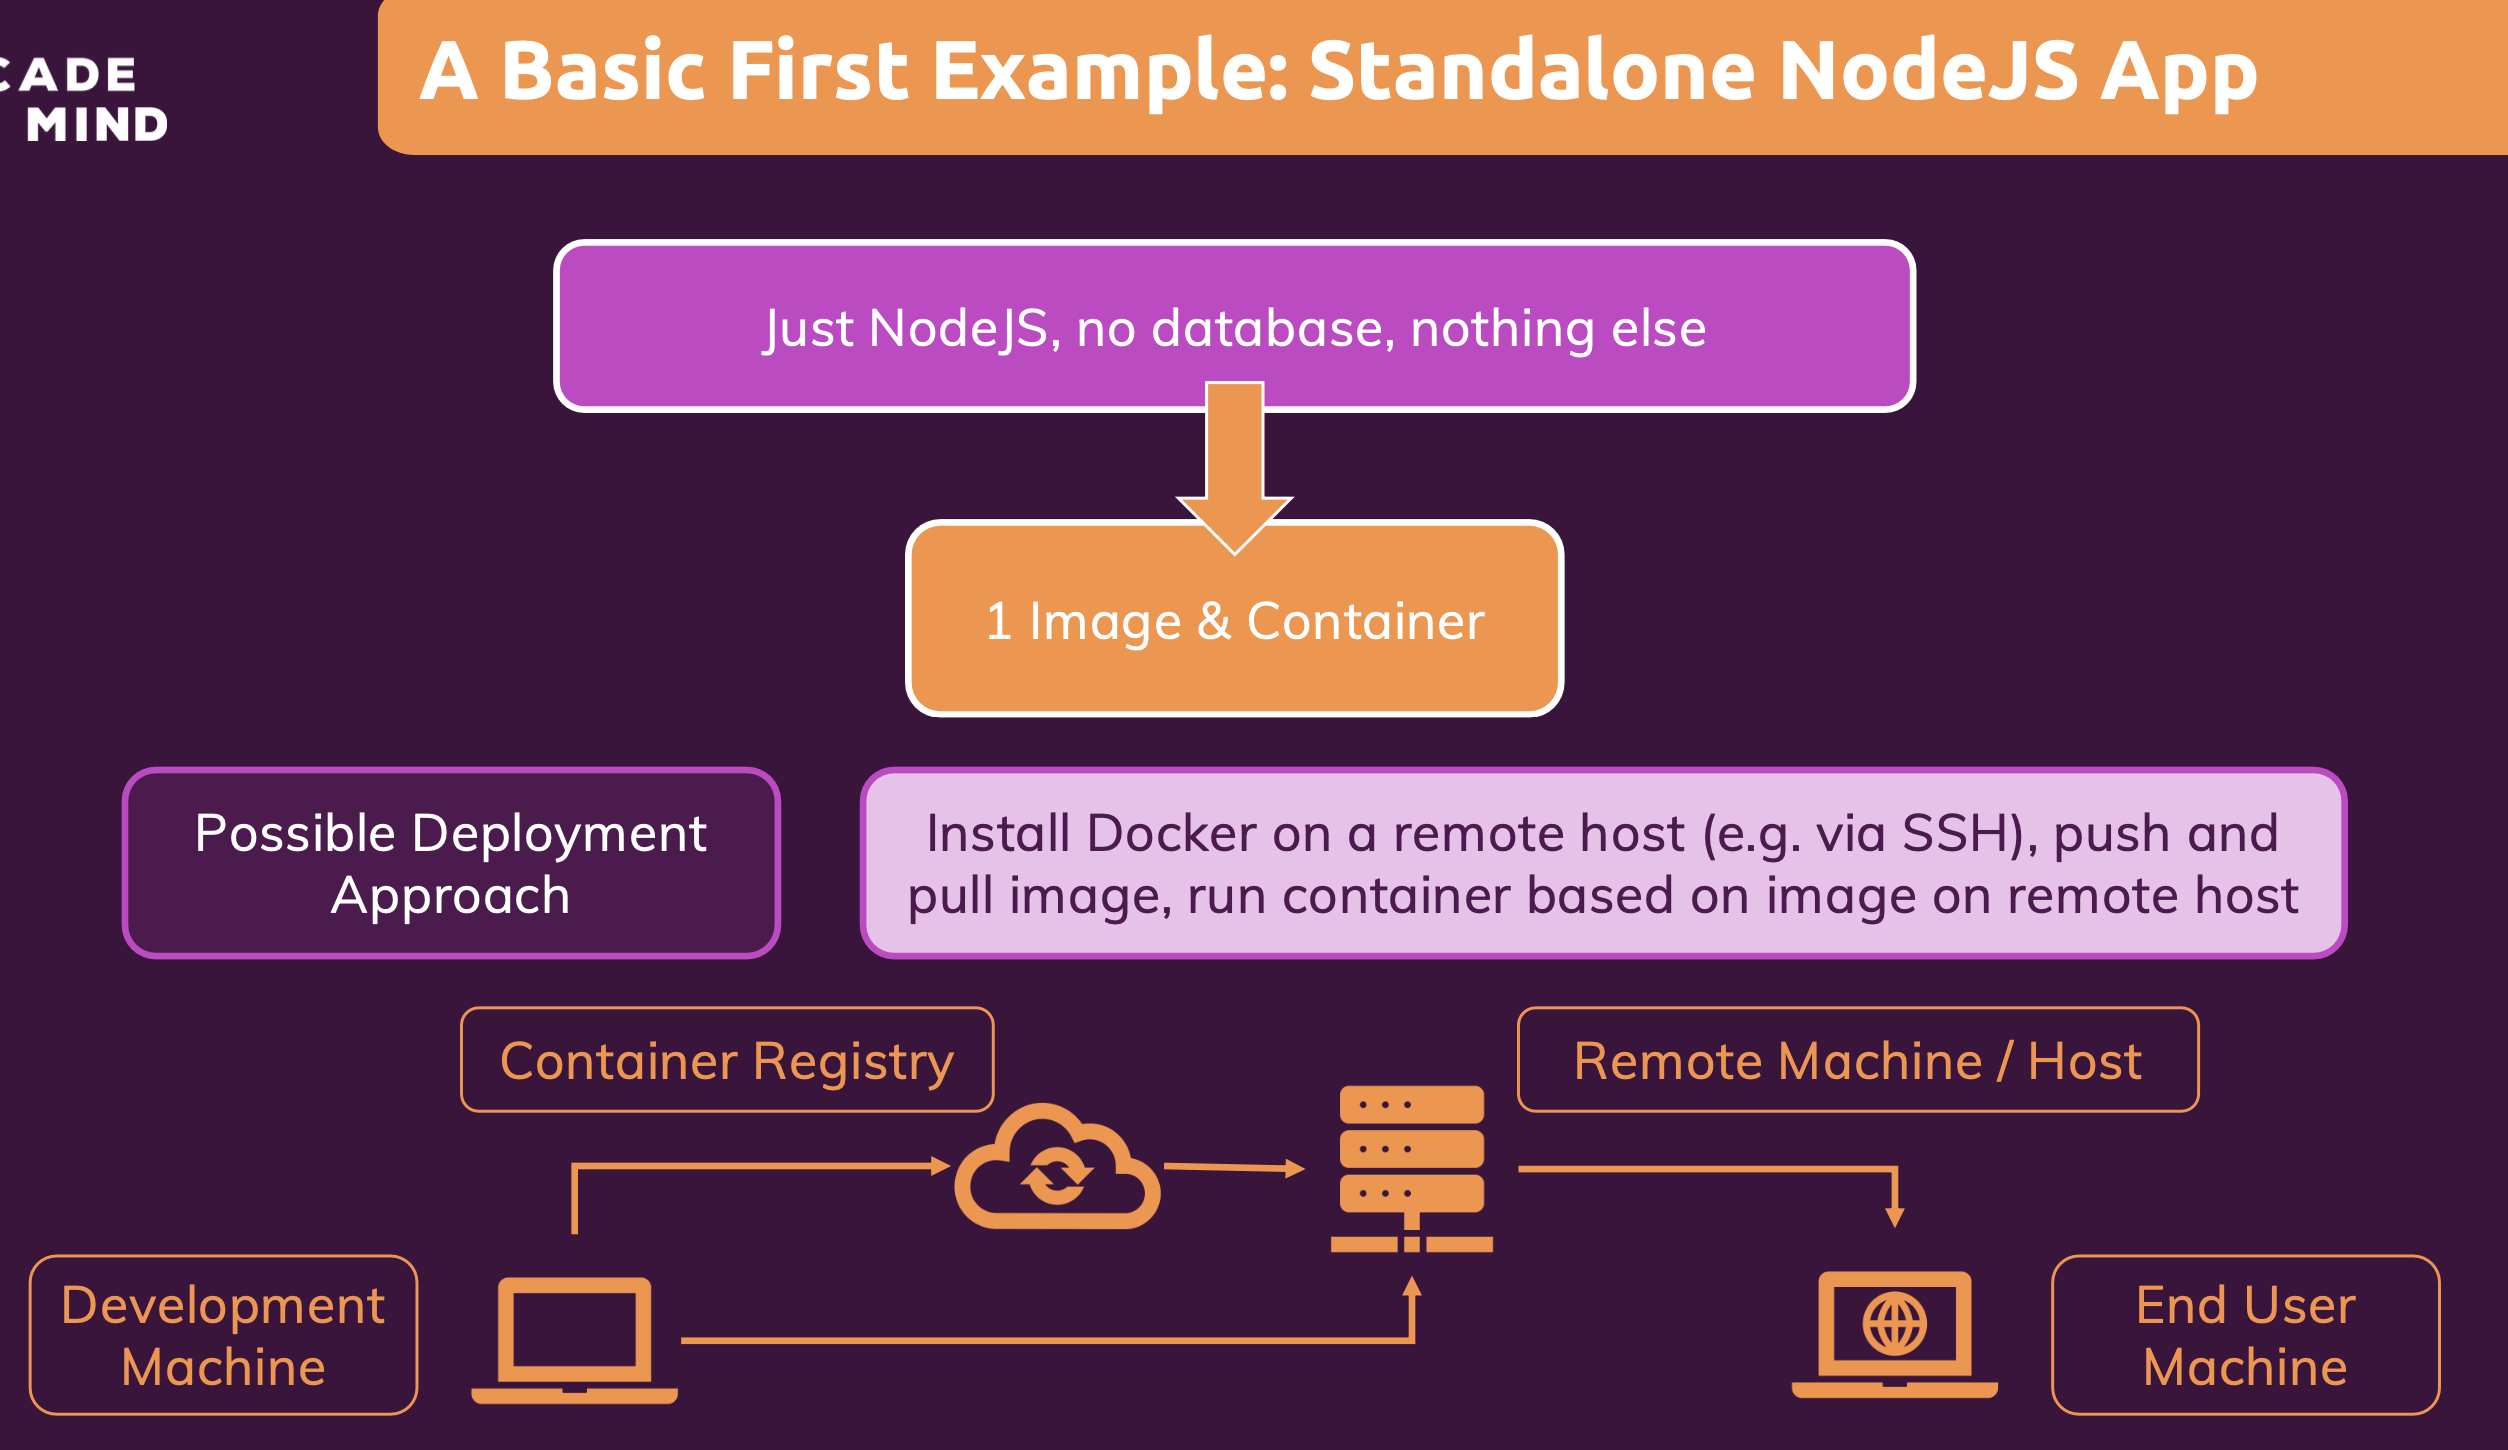 CADE
MIND
A Basic First Example: Standalone NodeJS App
Just NodeJS, no database, nothing else
1 Image & Container
Possible Deployment
Approach
Install Docker on a remote host (e.g. via SSH), push and
pull image, run container based on image on remote host
Container Registry
Remote Machine / Host
Development
Machine
End User
Machine